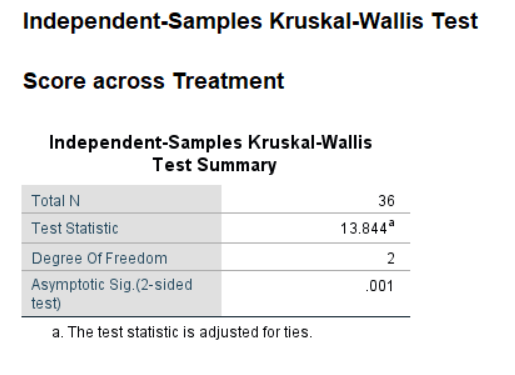 Independent-Samples Kruskal-Wallis Test
Score across Treatment
Independent-Samples Kruskal-Wallis
Test Summary
Total N 36
Test Statistic 13.844a
Degree Of Freedom 2
Asymptotic Sig.(2-sided .001
test)
a. The test statistic is adjusted for ties.